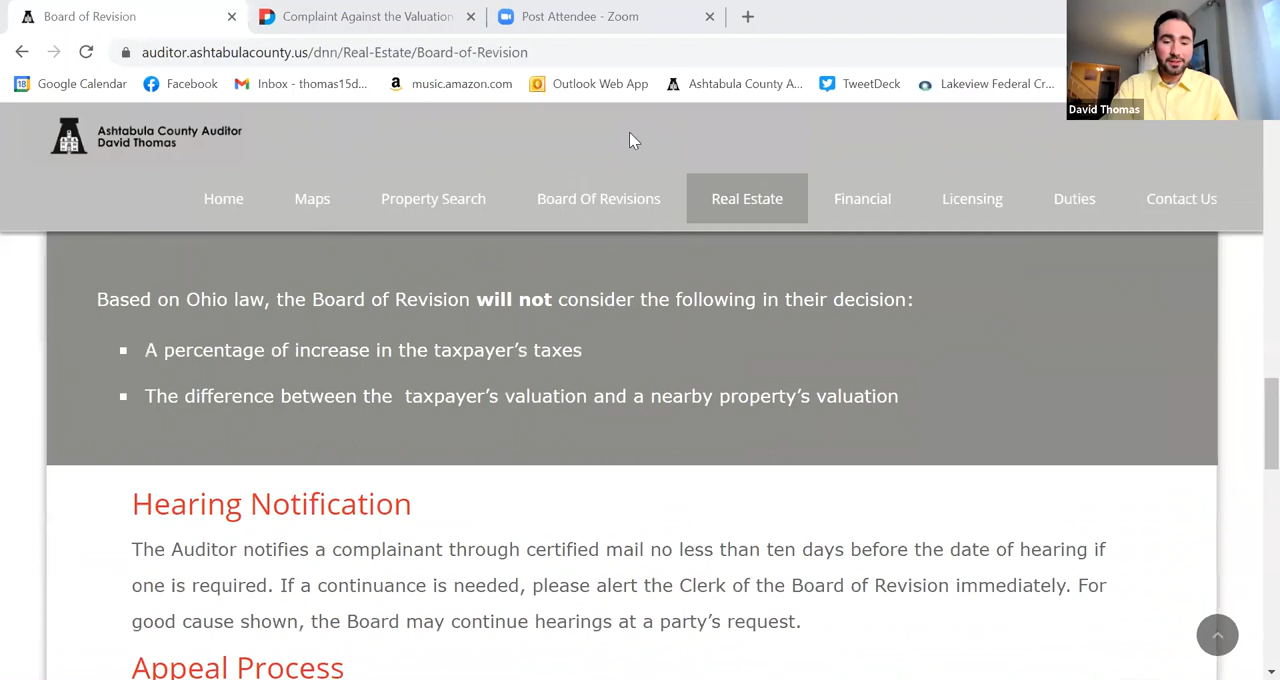 Board of Revision
Complaint Against the Valuation
Post Attendee - Zoom
auditor.ashtabulacounty.us/dnn/Real-Estate/Board-of-Revision
18 Google Calendar Facebook Inbox - thomas15d... music.amazon.com Outlook Web App Ashtabula County A... TweetDeck Lakeview Federal Cr...
David Thomas
Ashtabula County Auditor
David Thomas
Home Maps Property Search Board Of Revisions Real Estate Financial Licensing Duties Contact Us
Based on Ohio law, the Board of Revision will not consider the following in their decision:
A percentage of increase in the taxpayer’s taxes
The difference between the taxpayer’s valuation and a nearby property’s valuation
Hearing Notification
The Auditor notifies a complainant through certified mail no less than ten days before the date of hearing if
one is required. If a continuance is needed, please alert the Clerk of the Board of Revision immediately. For
good cause shown, the Board may continue hearings at a party’s request.
Appeal Process